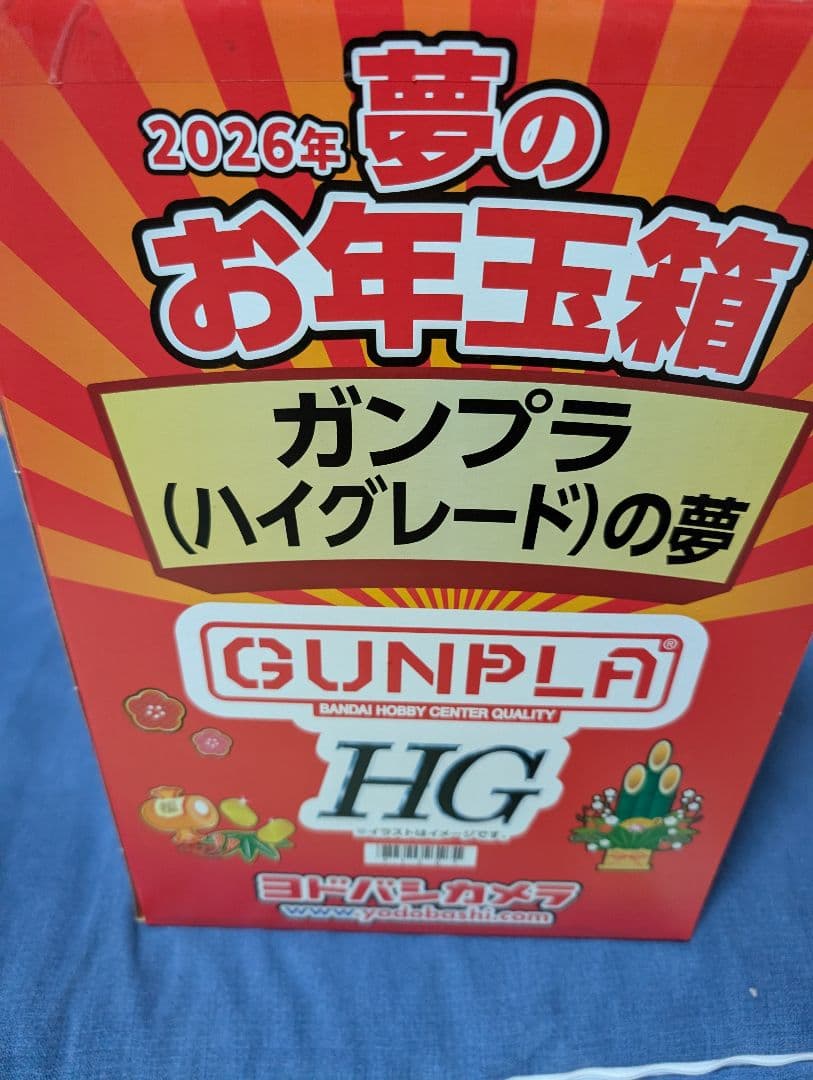 2026年 夢の
お年玉箱
ガンプラ
(ハイグレード)の夢
GUNPLA®
BANDAI HOBBY CENTER QUALITY
HG
※イラストはイメージです。
ヨドバシカメラ
www.yodobashi.com